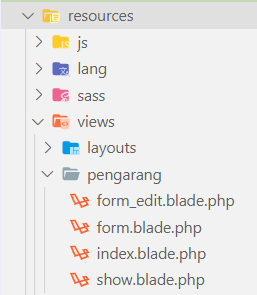 resources
js
lang
sass
views
layouts
pengarang
form_edit.blade.php
form.blade.php
index.blade.php
show.blade.php